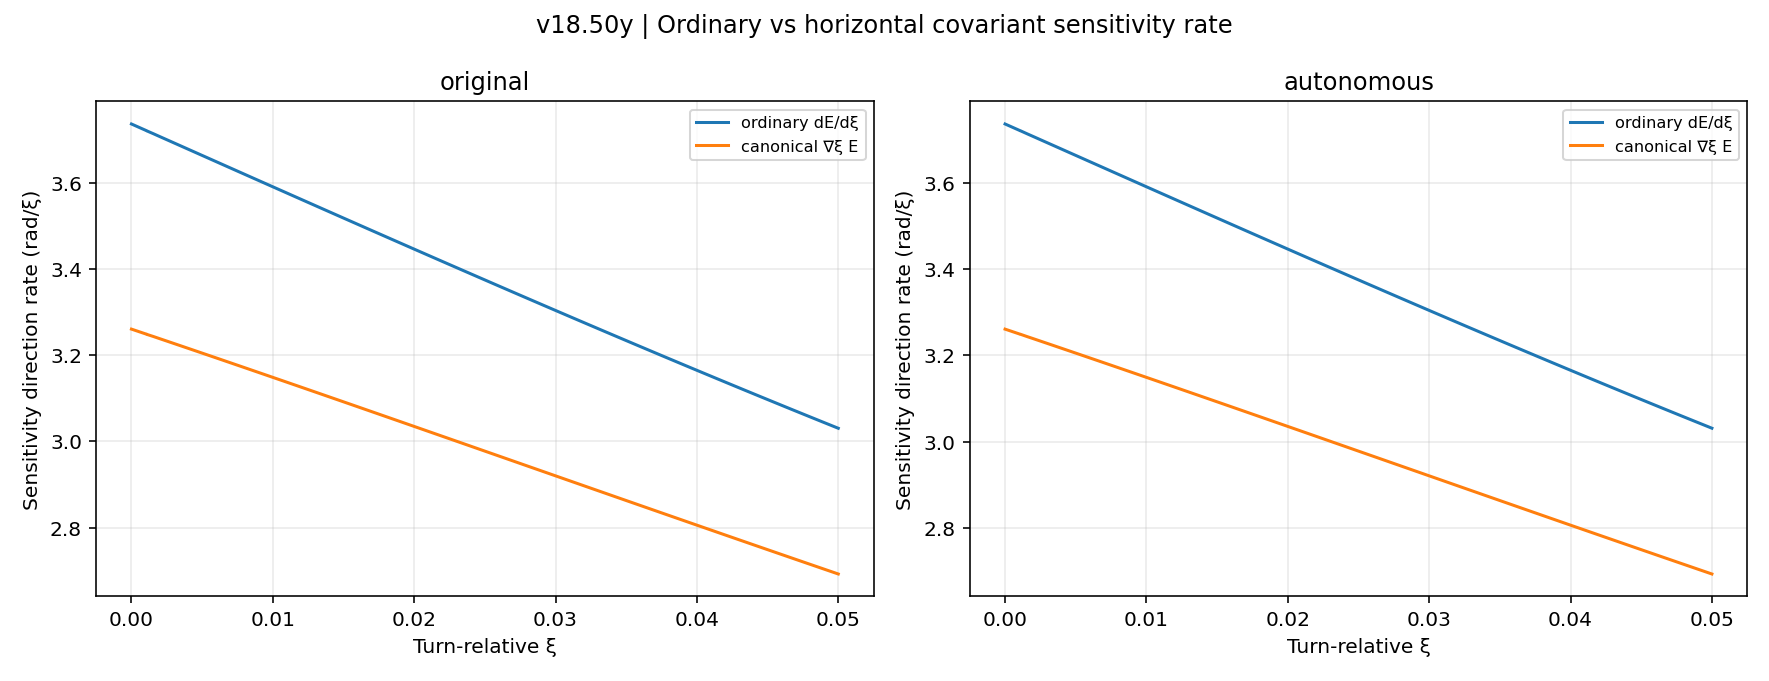 v18.50y | Ordinary vs horizontal covariant sensitivity rate
original
ordinary dE/dξ
canonical ∇ξ E
Sensitivity direction rate (rad/ξ)
3.6
3.4
3.2
3.0
2.8
0.00 0.01 0.02 0.03 0.04 0.05
Turn-relative ξ
autonomous
ordinary dE/dξ
canonical ∇ξ E
Sensitivity direction rate (rad/ξ)
3.6
3.4
3.2
3.0
2.8
0.00 0.01 0.02 0.03 0.04 0.05
Turn-relative ξ